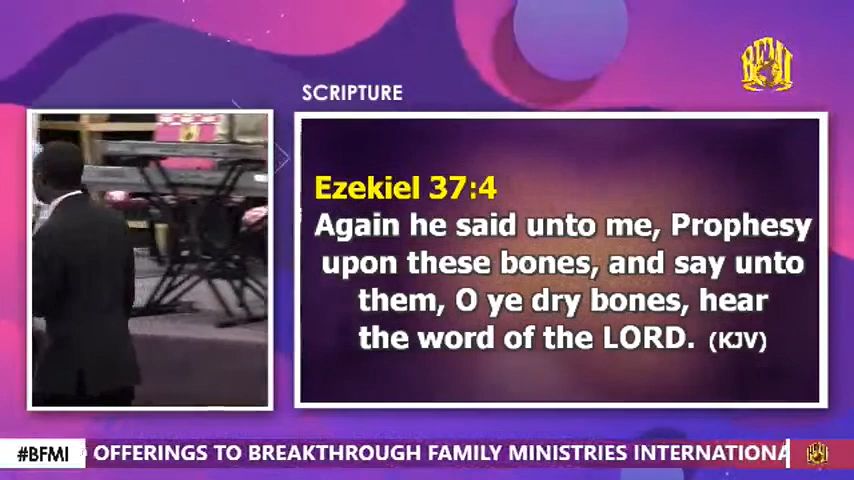 BFMI
SCRIPTURE
Ezekiel 37:4
Again he said unto me, Prophesy
upon these bones, and say unto
them, O ye dry bones, hear
the word of the LORD. (KJV)
#BFMI OFFERINGS TO BREAKTHROUGH FAMILY MINISTRIES INTERNATIONA